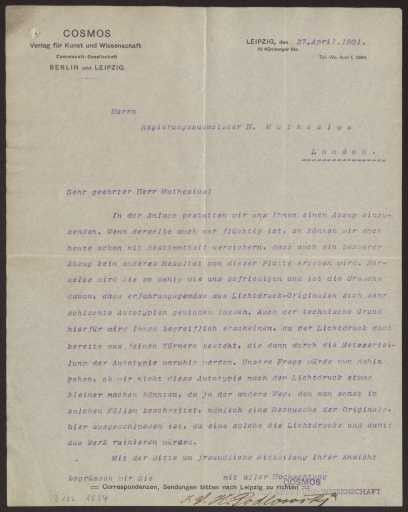 COSMOS
Verlag für Kunst und Wissenschaft
Commandit-Gesellschaft
BERLIN und LEIPZIG.
LEIPZIG, den 27.April.1901.
Herrn
Regierungsbaumeister H. Muthesius
London.
Sehr geehrter Herr Muthesius!
In der Anlage gestatten wir uns Ihnen einen Abzug einzu-
senden. Wenn derselbe auch nur flüchtig ist, so können wir doch
heute schon mit Bestimmtheit versichern, dass auch ein besserer
Abzug kein anderes Resultat von dieser Platte ergeben wird. Der-
selbe wird Sie so wenig wie uns befriedigen und ist die Ursache
davon, dass erfahrungsgemäss aus Lichtdruck-Originalen sich sehr
schlechte Autotypien gewinnen lassen. Auch der technische Grund
hierfür wird Ihnen begreiflich erscheinen, da der Lichtdruck doch
bereits aus feinen Körnern besteht, die dann durch die
der Autotypie unruhig werden. Unsere Frage würde nun dahin
gehen, ob wir nicht diese Autotypie nach der Lichtdruck etwas
kleiner machen könnten, da ja der andere Weg, den man sonst in
solchen Fällen beschreitet, nämlich eine Retouche der Originale,
hier ausgeschlossen ist, da eine solche die Lichtdrucke und damit
das Werk ruinieren würde.
Mit der Bitte um freundliche Mitteilung Ihrer Ansicht
begrüssen wir Sie mit aller Hochachtung
Correspondenzen, Sendungen bitten nach Leipzig zu richten
COSMOS
WISSENSCHAFT